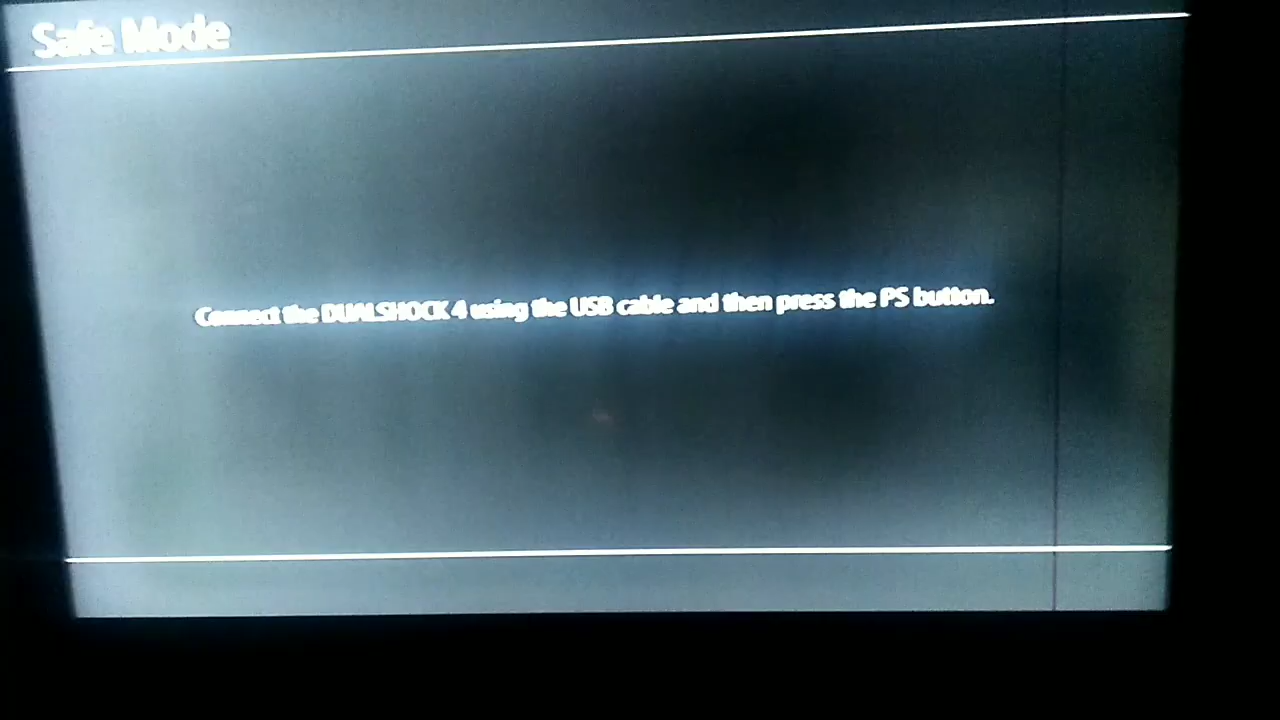 Safe Mode
Connect the DUALSHOCK 4 using the USB cable and then press the PS button.